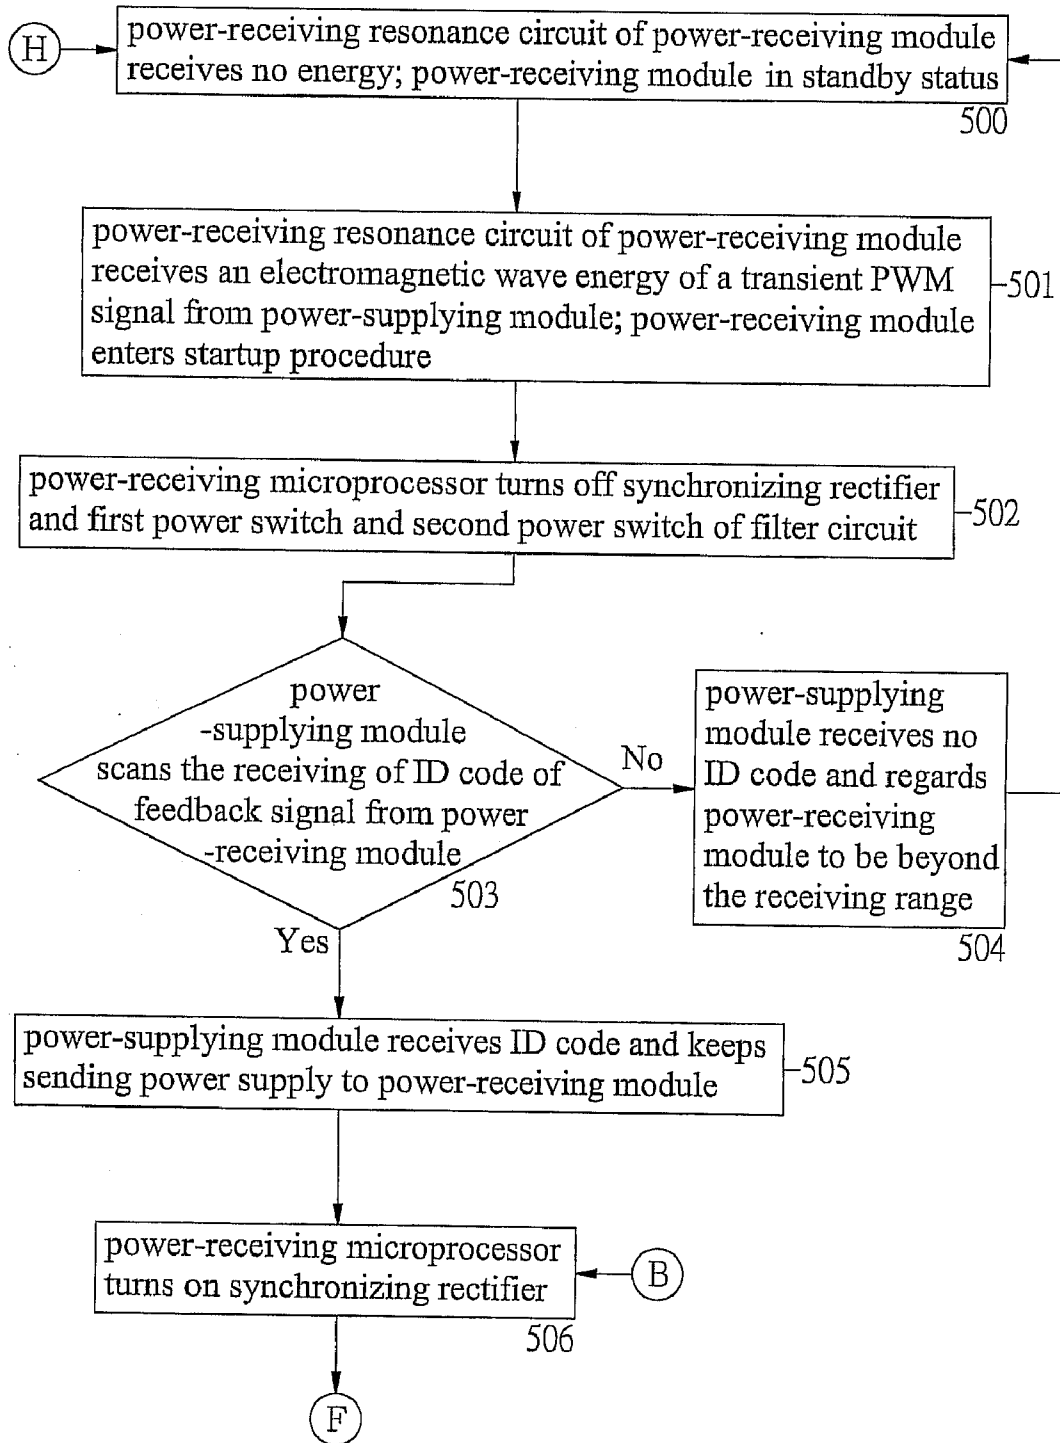 H
power-receiving resonance circuit of power-receiving module
receives no energy; power-receiving module in standby status
500
power-receiving resonance circuit of power-receiving module
receives an electromagnetic wave energy of a transient PWM
signal from power-supplying module; power-receiving module
enters startup procedure
501
power-receiving microprocessor turns off synchronizing rectifier
and first power switch and second power switch of filter circuit
502
power
-supplying module
scans the receiving of ID code of
feedback signal from power
-receiving module
503
No
Yes
power-supplying
module receives no
ID code and regards
power-receiving
module to be beyond
the receiving range
504
power-supplying module receives ID code and keeps
sending power supply to power-receiving module
505
power-receiving microprocessor
turns on synchronizing rectifier
506
B
F